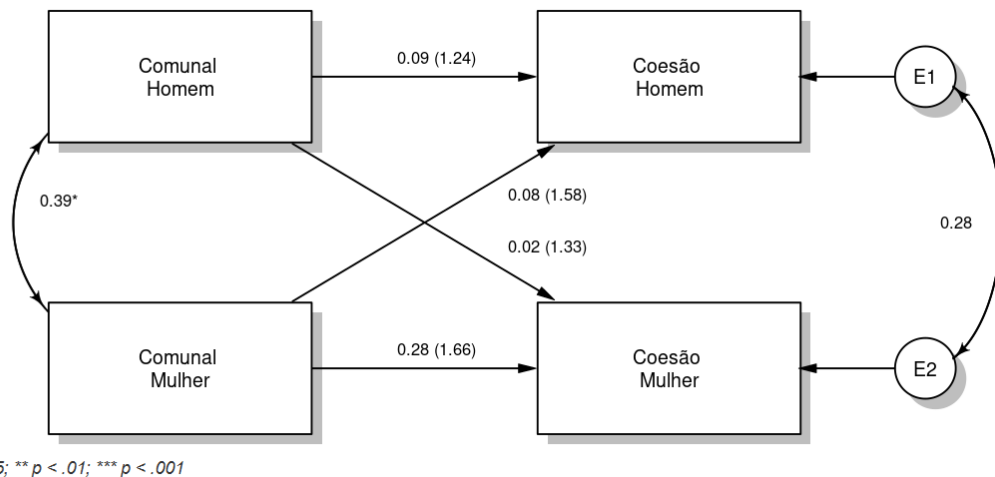 Comunal
Homem
0.09 (1.24)
Coesão
Homem
E1
0.39*
0.08 (1.58)
0.28
0.02 (1.33)
Comunal
Mulher
0.28 (1.66)
Coesão
Mulher
E2
; ** p < .01; *** p < .001